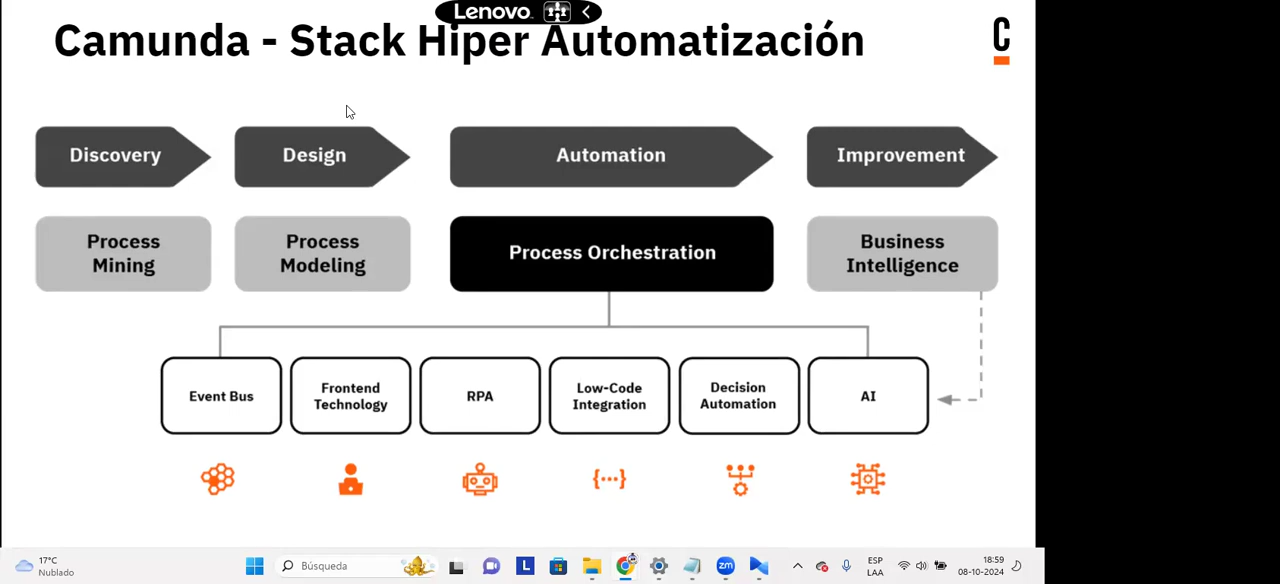 Lenovo
Camunda - Stack Hiper Automatización
C
Discovery
Design
Automation
Improvement
Process
Mining
Process
Modeling
Process Orchestration
Business
Intelligence
Event Bus
Frontend
Technology
RPA
Low-Code
Integration
Decision
Automation
AI
{···}
17°C
Nublado
Búsqueda
L
zm
ESP
LAA
18:59
08-10-2024